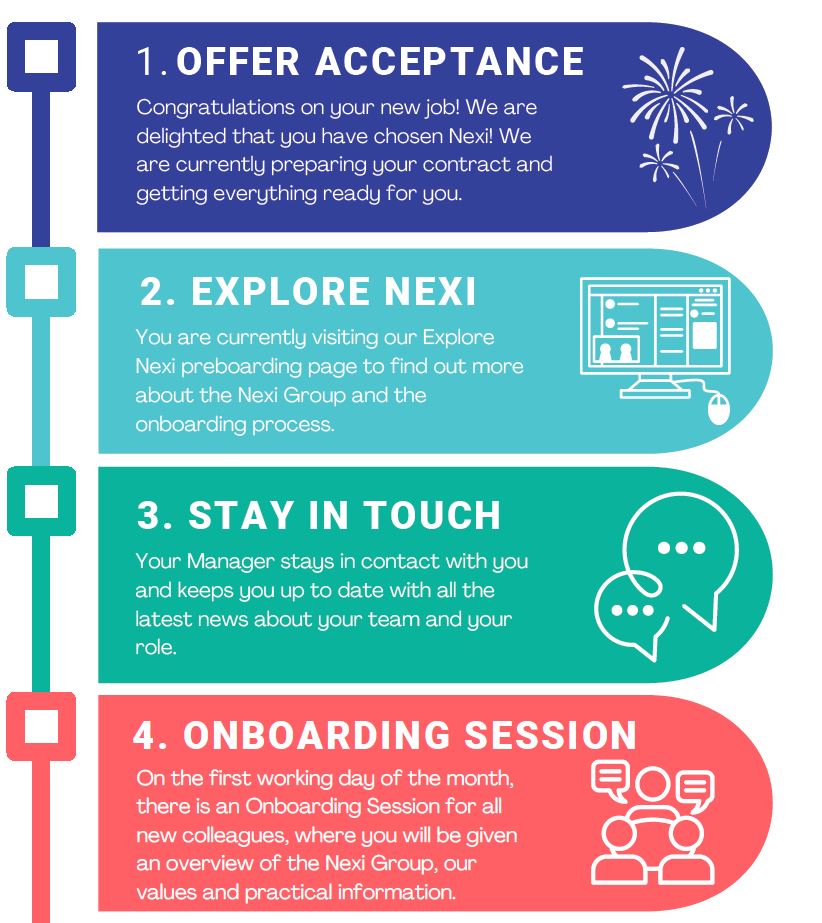 1. OFFER ACCEPTANCE
Congratulations on your new job! We are
delighted that you have chosen Nexi! We
are currently preparing your contract and
getting everything ready for you.
2. EXPLORE NEXI
You are currently visiting our Explore
Nexi preboarding page to find out more
about the Nexi Group and the
onboarding process.
3. STAY IN TOUCH
Your Manager stays in contact with you
and keeps you up to date with all the
latest news about your team and your
role.
4. ONBOARDING SESSION
On the first working day of the month,
there is an Onboarding Session for all
new colleagues, where you will be given
an overview of the Nexi Group, our
values and practical information.